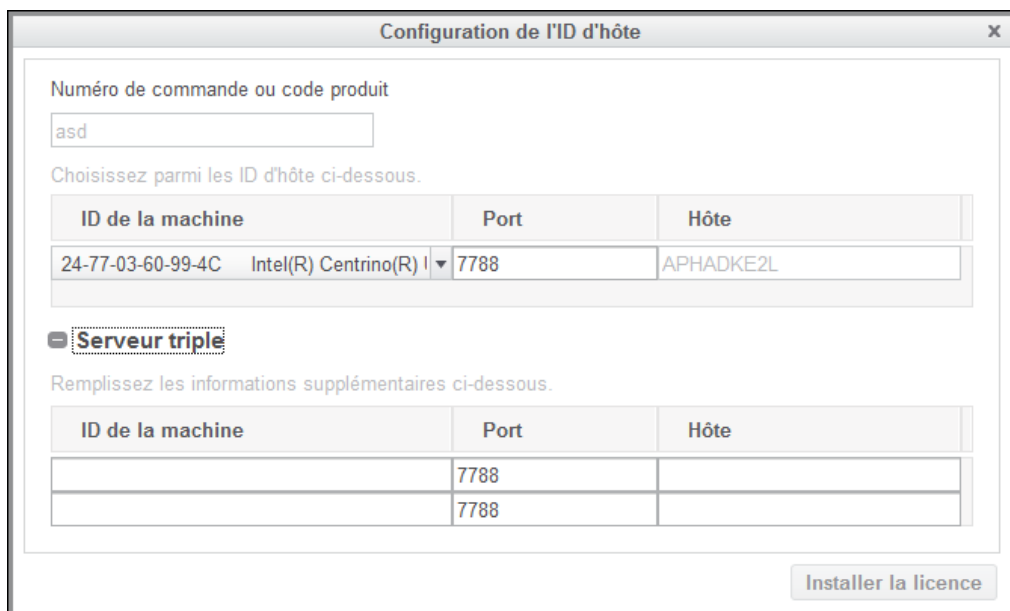 Configuration de l'ID d'hôte x
Numéro de commande ou code produit
asd
Choisissez parmi les ID d'hôte ci-dessous.
ID de la machine Port Hôte
24-77-03-60-99-4C Intel(R) Centrino(R) 7788 APHADKE2L
Serveur triple
Remplissez les informations supplémentaires ci-dessous.
ID de la machine Port Hôte
7788
7788
Installer la licence